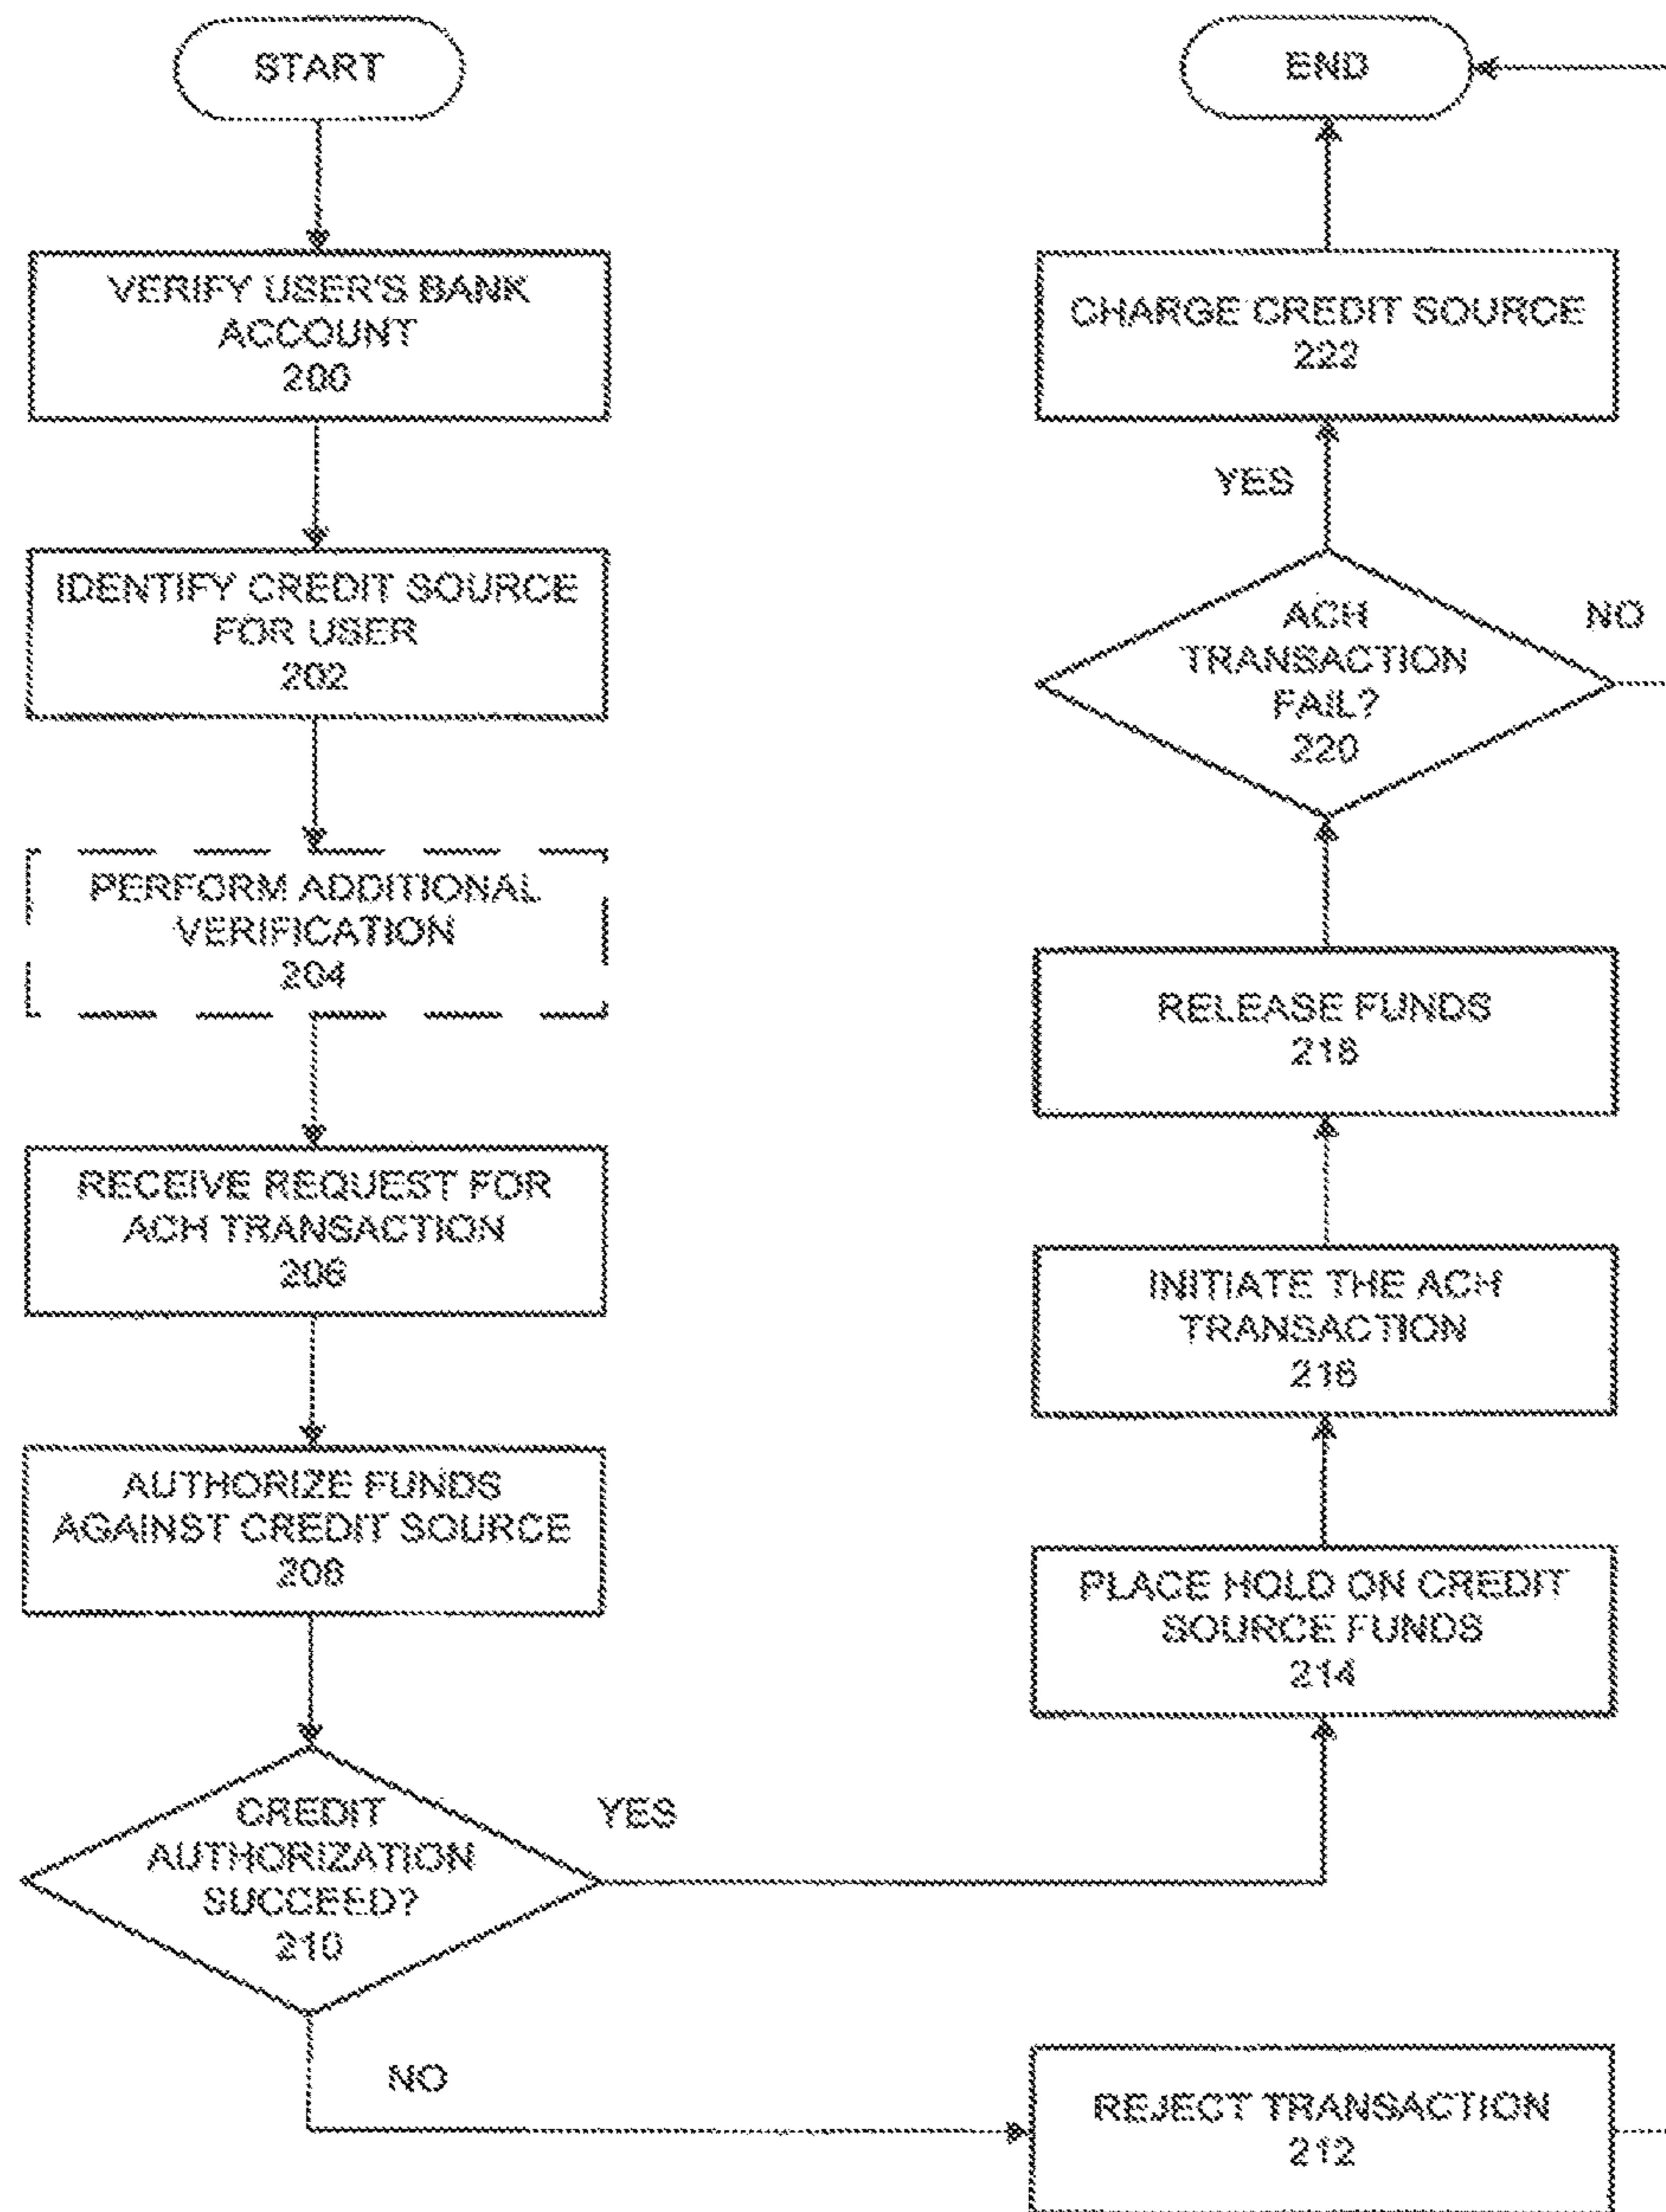 START
VERIFY USER'S BANK
ACCOUNT
200
IDENTIFY CREDIT SOURCE
FOR USER
202
PERFORM ADDITIONAL
VERIFICATION
204
RECEIVE REQUEST FOR
ACH TRANSACTION
206
AUTHORIZE FUNDS
AGAINST CREDIT SOURCE
208
CREDIT
AUTHORIZATION
SUCCEED?
210
YES
NO
REJECT TRANSACTION
212
PLACE HOLD ON CREDIT
SOURCE FUNDS
214
INITIATE THE ACH
TRANSACTION
216
RELEASE FUNDS
218
ACH
TRANSACTION
FAIL?
220
NO
YES
CHARGE CREDIT SOURCE
222
END